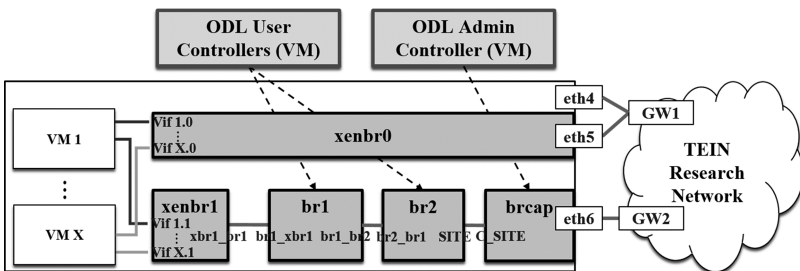 ODL User
Controllers (VM)
ODL Admin
Controller (VM)
VM 1
⋮
VM X
Vif 1.0
⋮
Vif X.0
xenbr0
eth4
eth5
GW1
TEIN
Research
Network
xenbr1
Vif 1.1
⋮
Vif X.1
br1
br2
brcap
xbr1_br1 br1_xbr1 br1_br2 br2_br1 SITE C_SITE
eth6
GW2